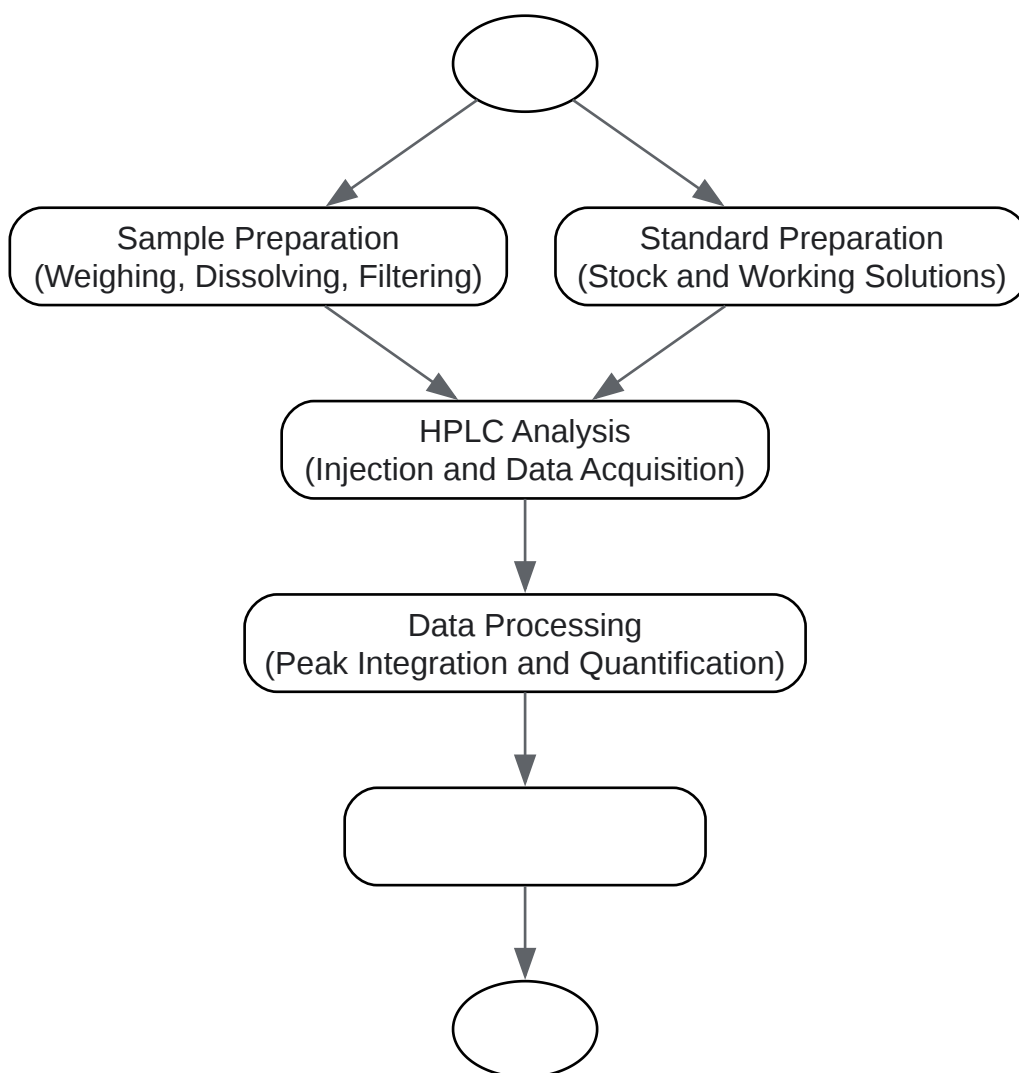 Sample Preparation
(Weighing, Dissolving, Filtering)
Standard Preparation
(Stock and Working Solutions)
HPLC Analysis
(Injection and Data Acquisition)
Data Processing
(Peak Integration and Quantification)